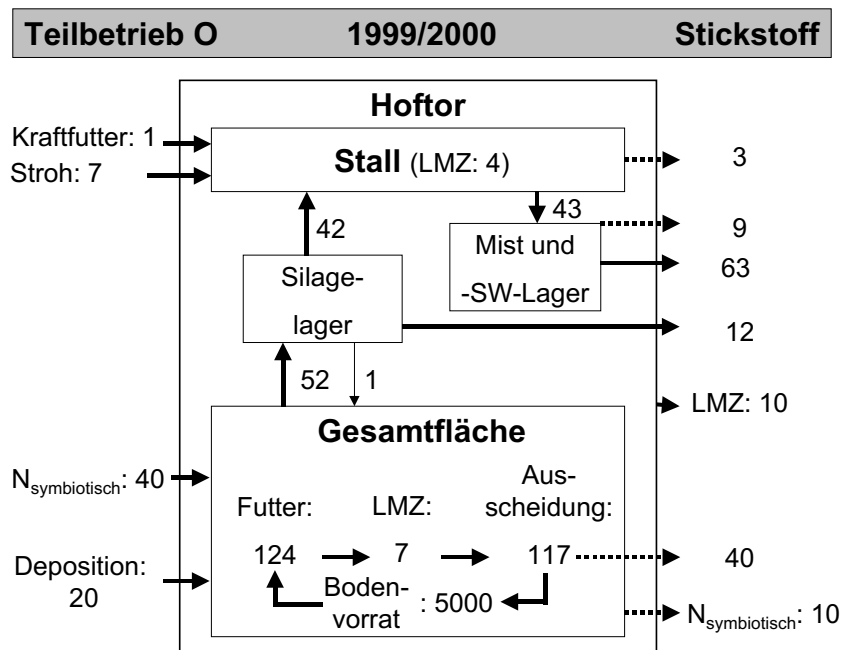 Teilbetrieb O 1999/2000 Stickstoff
Hoftor
Kraftfutter: 1
Stroh: 7
Stall (LMZ: 4)
3
42
43
9
Mist und
-SW-Lager
63
Silage-
lager
12
52
1
LMZ: 10
Gesamtfläche
Nsymbiotisch: 40
Futter:
LMZ:
Aus-
scheidung:
124
7
117
40
Deposition:
20
Boden-
vorrat
: 5000
Nsymbiotisch: 10